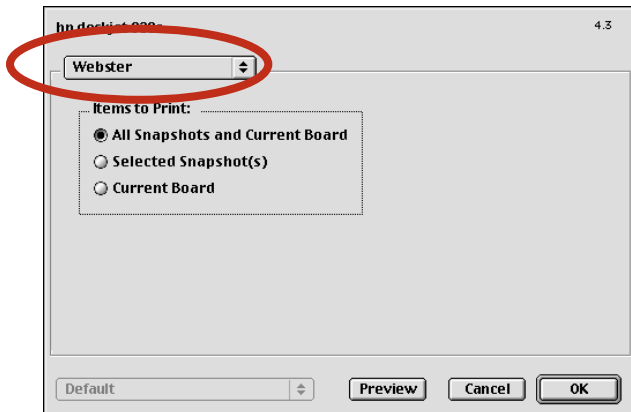 hp deskjet
4.3
Webster
Items to Print:
All Snapshots and Current Board
Selected Snapshot(s)
Current Board
Default
Preview
Cancel
OK